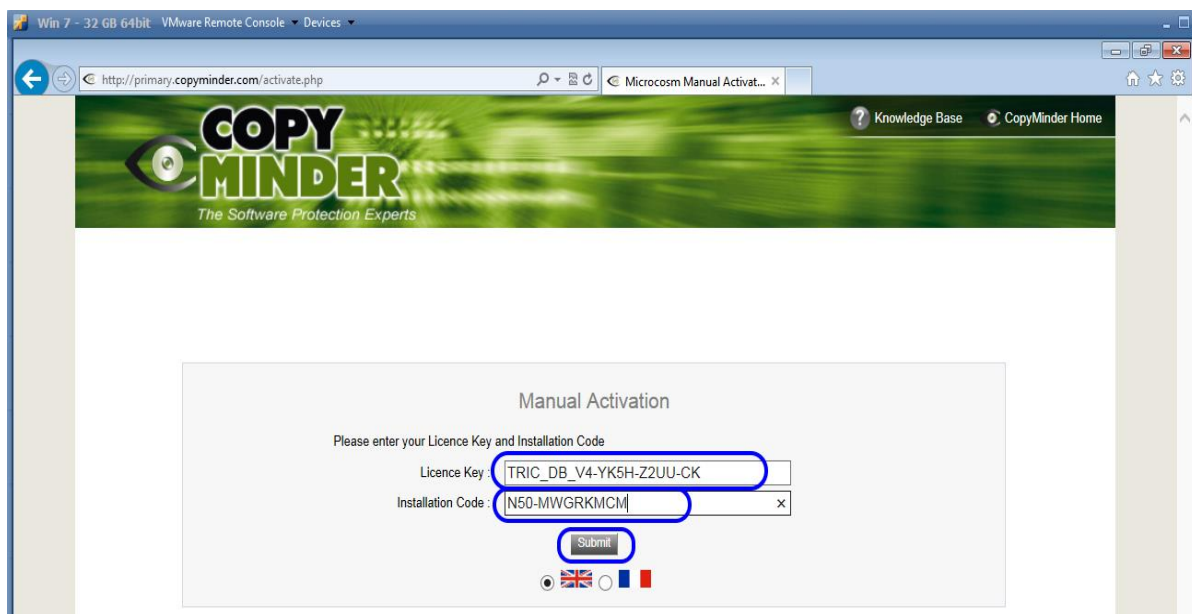 Win 7 - 32 GB 64bit VMware Remote Console Devices
http://primary.copyminder.com/activate.php
Microcosm Manual Activat...
COPY
MINDER
The Software Protection Experts
Knowledge Base
CopyMinder Home
Manual Activation
Please enter your Licence Key and Installation Code
Licence Key : TRIC_DB_V4-YK5H-Z2UU-CK
Installation Code : N50-MWGRKMCM
Submit